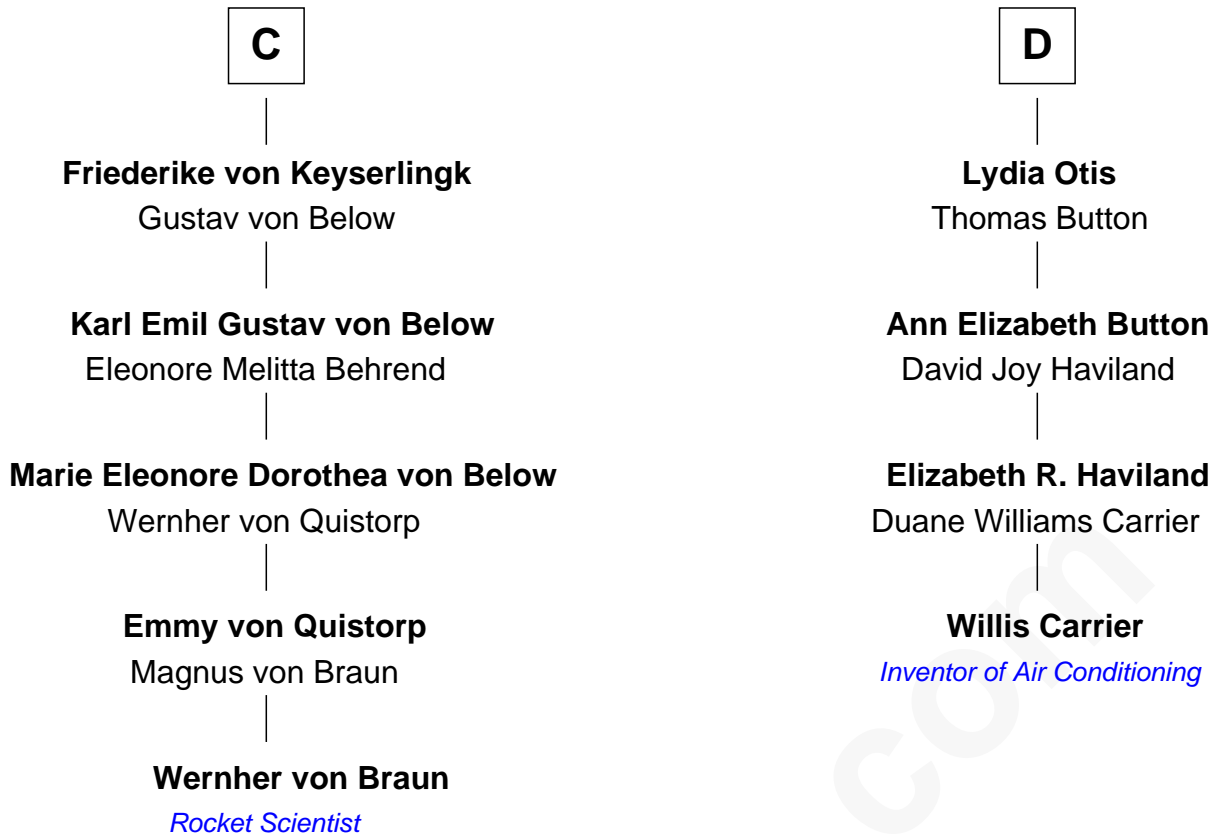 C
Friederike von Keyserlingk
Gustav von Below
Karl Emil Gustav von Below
Eleonore Melitta Behrend
Marie Eleonore Dorothea von Below
Wernher von Quistorp
Emmy von Quistorp
Magnus von Braun
Wernher von Braun
Rocket Scientist
D
Lydia Otis
Thomas Button
Ann Elizabeth Button
David Joy Haviland
Elizabeth R. Haviland
Duane Williams Carrier
Willis Carrier
Inventor of Air Conditioning
com